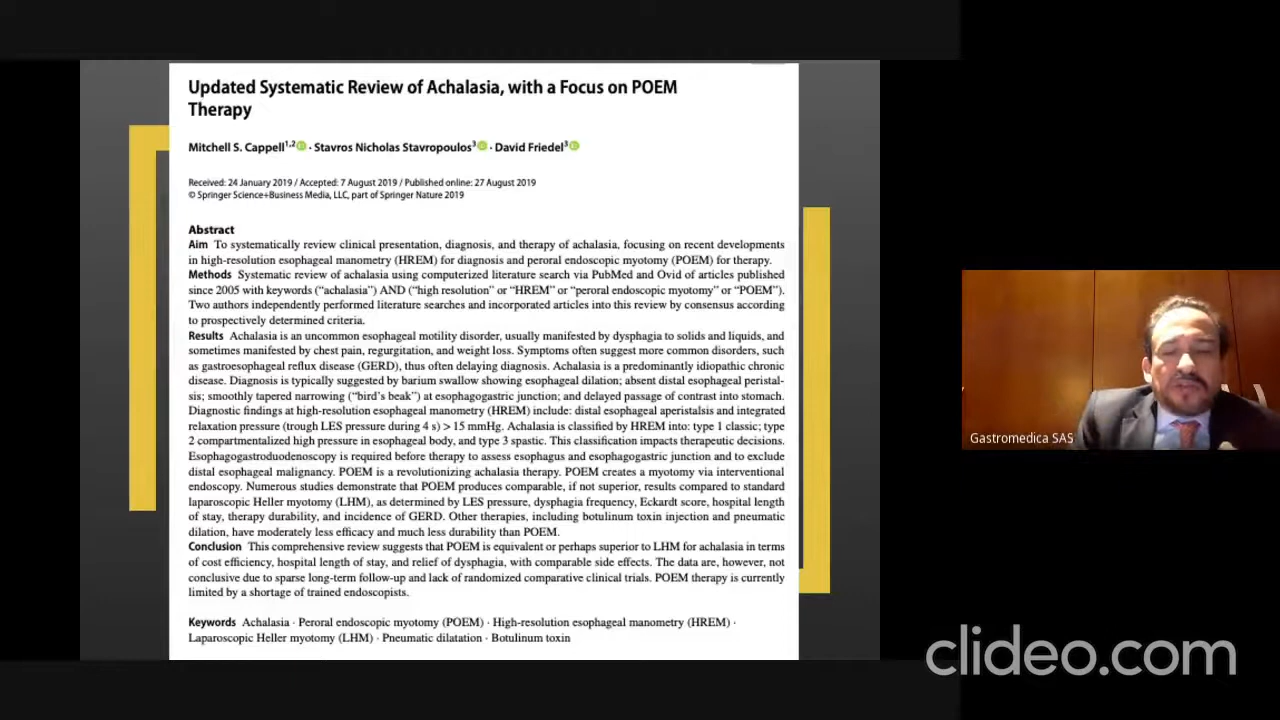 Updated Systematic Review of Achalasia, with a Focus on POEM
Therapy
Mitchell S. Cappell1,2 · Stavros Nicholas Stavropoulos3 · David Friedel3
Received: 24 January 2019 / Accepted: 7 August 2019 / Published online: 27 August 2019
© Springer Science+Business Media, LLC, part of Springer Nature 2019
Abstract
Aim To systematically review clinical presentation, diagnosis, and therapy of achalasia, focusing on recent developments
in high-resolution esophageal manometry (HREM) for diagnosis and peroral endoscopic myotomy (POEM) for therapy.
Methods Systematic review of achalasia using computerized literature search via PubMed and Ovid of articles published
since 2005 with keywords (“achalasia”) AND (“high resolution” or “HREM” or “peroral endoscopic myotomy” or “POEM”).
Two authors independently performed literature searches and incorporated articles into this review by consensus according
to prospectively determined criteria.
Results Achalasia is an uncommon esophageal motility disorder, usually manifested by dysphagia to solids and liquids, and
sometimes manifested by chest pain, regurgitation, and weight loss. Symptoms often suggest more common disorders, such
as gastroesophageal reflux disease (GERD), thus often delaying diagnosis. Achalasia is a predominantly idiopathic chronic
disease. Diagnosis is typically suggested by barium swallow showing esophageal dilation; absent distal esophageal peristal-
sis; smoothly tapered narrowing (“bird’s beak”) at esophagogastric junction; and delayed passage of contrast into stomach.
Diagnostic findings at high-resolution esophageal manometry (HREM) include: distal esophageal aperistalsis and integrated
relaxation pressure (trough LES pressure during 4 s) > 15 mmHg. Achalasia is classified by HREM into: type 1 classic; type
2 compartmentalized high pressure in esophageal body, and type 3 spastic. This classification impacts therapeutic decisions.
Esophagogastroduodenoscopy is required before therapy to assess esophagus and esophagogastric junction and to exclude
distal esophageal malignancy. POEM is a revolutionizing achalasia therapy. POEM creates a myotomy via interventional
endoscopy. Numerous studies demonstrate that POEM produces comparable, if not superior, results compared to standard
laparoscopic Heller myotomy (LHM), as determined by LES pressure, dysphagia frequency, Eckardt score, hospital length
of stay, therapy durability, and incidence of GERD. Other therapies, including botulinum toxin injection and pneumatic
dilation, have moderately less efficacy and much less durability than POEM.
Conclusion This comprehensive review suggests that POEM is equivalent or perhaps superior to LHM for achalasia in terms
of cost efficiency, hospital length of stay, and relief of dysphagia, with comparable side effects. The data are, however, not
conclusive due to sparse long-term follow-up and lack of randomized comparative clinical trials. POEM therapy is currently
limited by a shortage of trained endoscopists.
Keywords Achalasia · Peroral endoscopic myotomy (POEM) · High-resolution esophageal manometry (HREM) ·
Laparoscopic Heller myotomy (LHM) · Pneumatic dilatation · Botulinum toxin
Gastromedica SAS
clideo.com